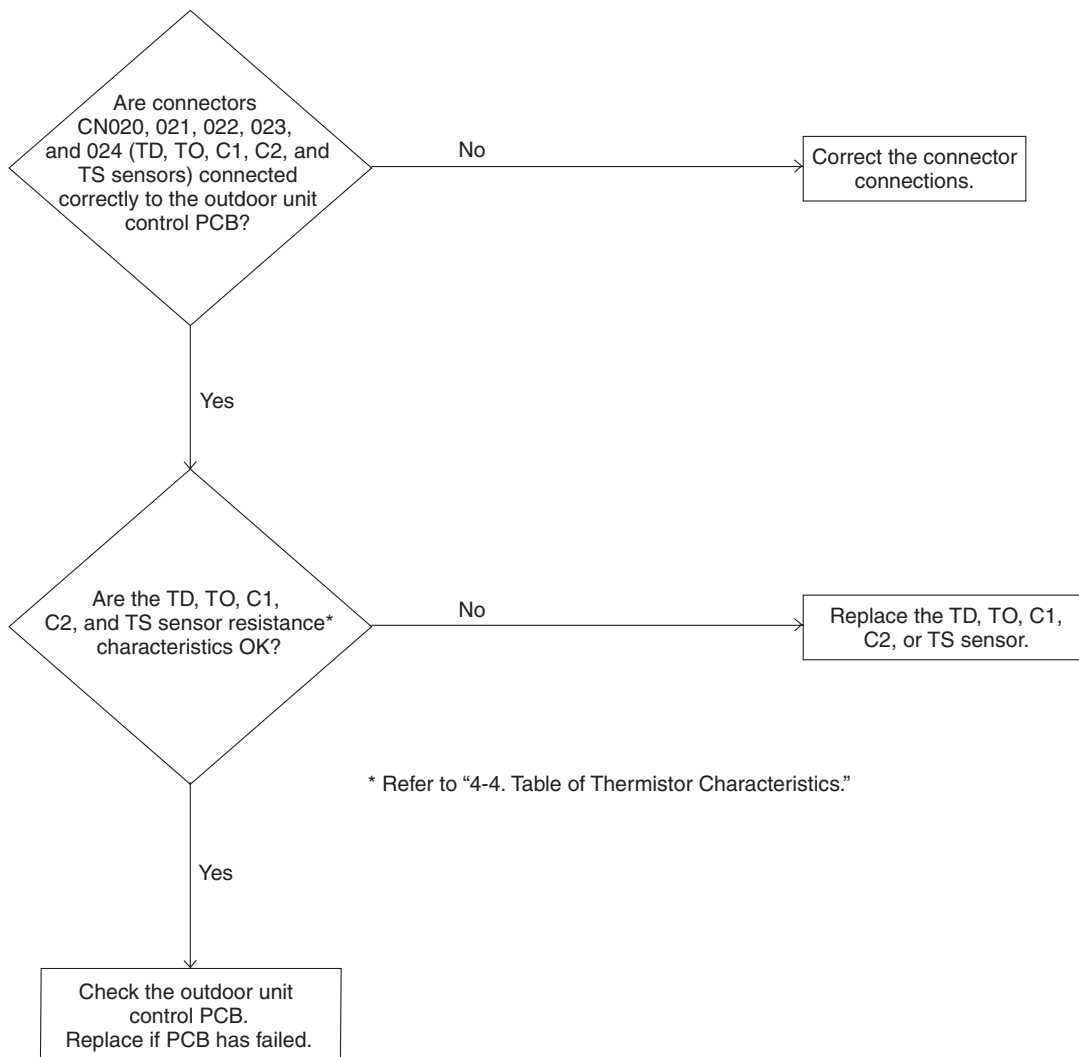 Are connectors
CN020, 021, 022, 023,
and 024 (TD, TO, C1, C2, and
TS sensors) connected
correctly to the outdoor unit
control PCB?
No
Correct the connector
connections.
Yes
Are the TD, TO, C1,
C2, and TS sensor resistance*
characteristics OK?
No
Replace the TD, TO, C1,
C2, or TS sensor.
* Refer to “4-4. Table of Thermistor Characteristics.”
Yes
Check the outdoor unit
control PCB.
Replace if PCB has failed.